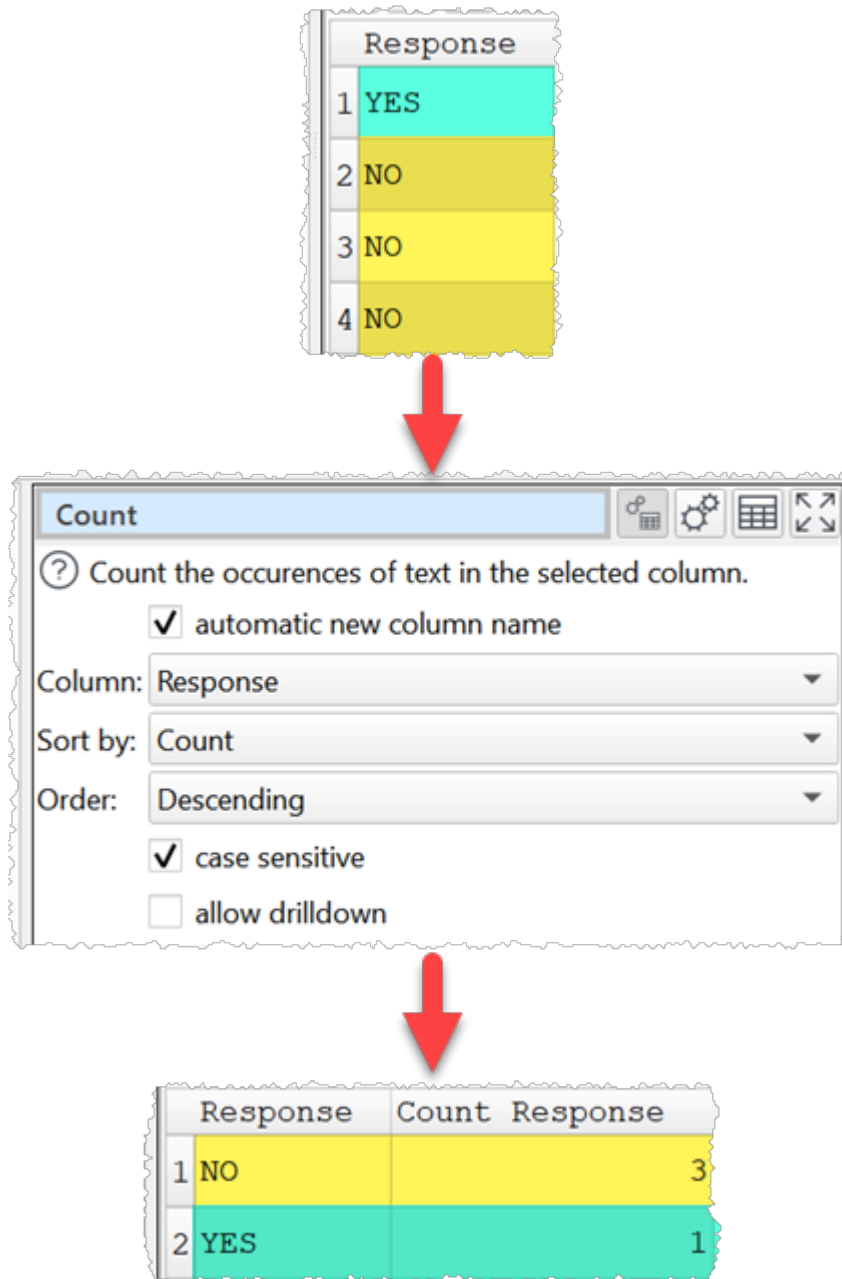 Response
1 YES
2 NO
3 NO
4 NO
Count
? Count the occurences of text in the selected column.
automatic new column name
Column: Response
Sort by: Count
Order: Descending
case sensitive
allow drilldown
Response Count Response
1 NO 3
2 YES 1